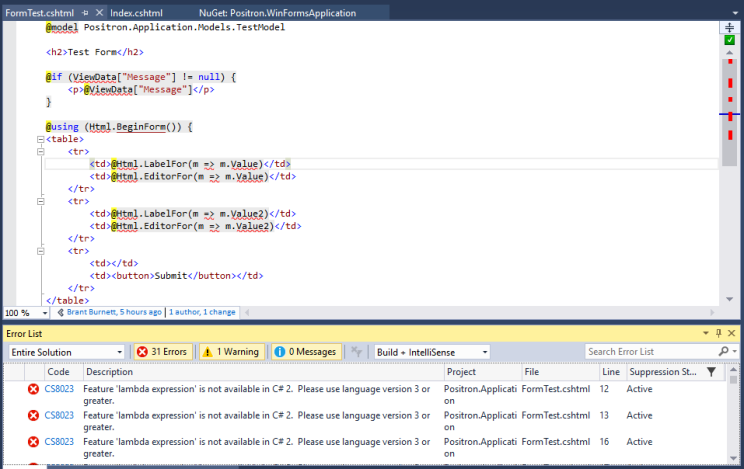 FormTest.cshtml Index.cshtml NuGet: Positron.WinFormsApplication
@model Positron.Application.Models.TestModel
<h2>Test Form</h2>
@if (ViewData["Message"] != null) {
<p>@ViewData["Message"]</p>
}
@using (Html.BeginForm()) {
<table>
<tr>
<td>@Html.LabelFor(m => m.Value)</td>
<td>@Html.EditorFor(m => m.Value)</td>
</tr>
<tr>
<td>@Html.LabelFor(m => m.Value2)</td>
<td>@Html.EditorFor(m => m.Value2)</td>
</tr>
<tr>
<td></td>
<td><button>Submit</button></td>
</tr>
</table>
100 % Brant Burnett, 5 hours ago | 1 author, 1 change
Error List
Entire Solution 31 Errors 1 Warning 0 Messages Build + IntelliSense Search Error List
Code Description Project File Line Suppression St...
CS8023 Feature 'lambda expression' is not available in C# 2. Please use language version 3 or Positron.Applicati FormTest.cshtml 12 Active
greater. on
CS8023 Feature 'lambda expression' is not available in C# 2. Please use language version 3 or Positron.Applicati FormTest.cshtml 13 Active
greater. on
CS8023 Feature 'lambda expression' is not available in C# 2. Please use language version 3 or Positron.Applicati FormTest.cshtml 16 Active
greater. on